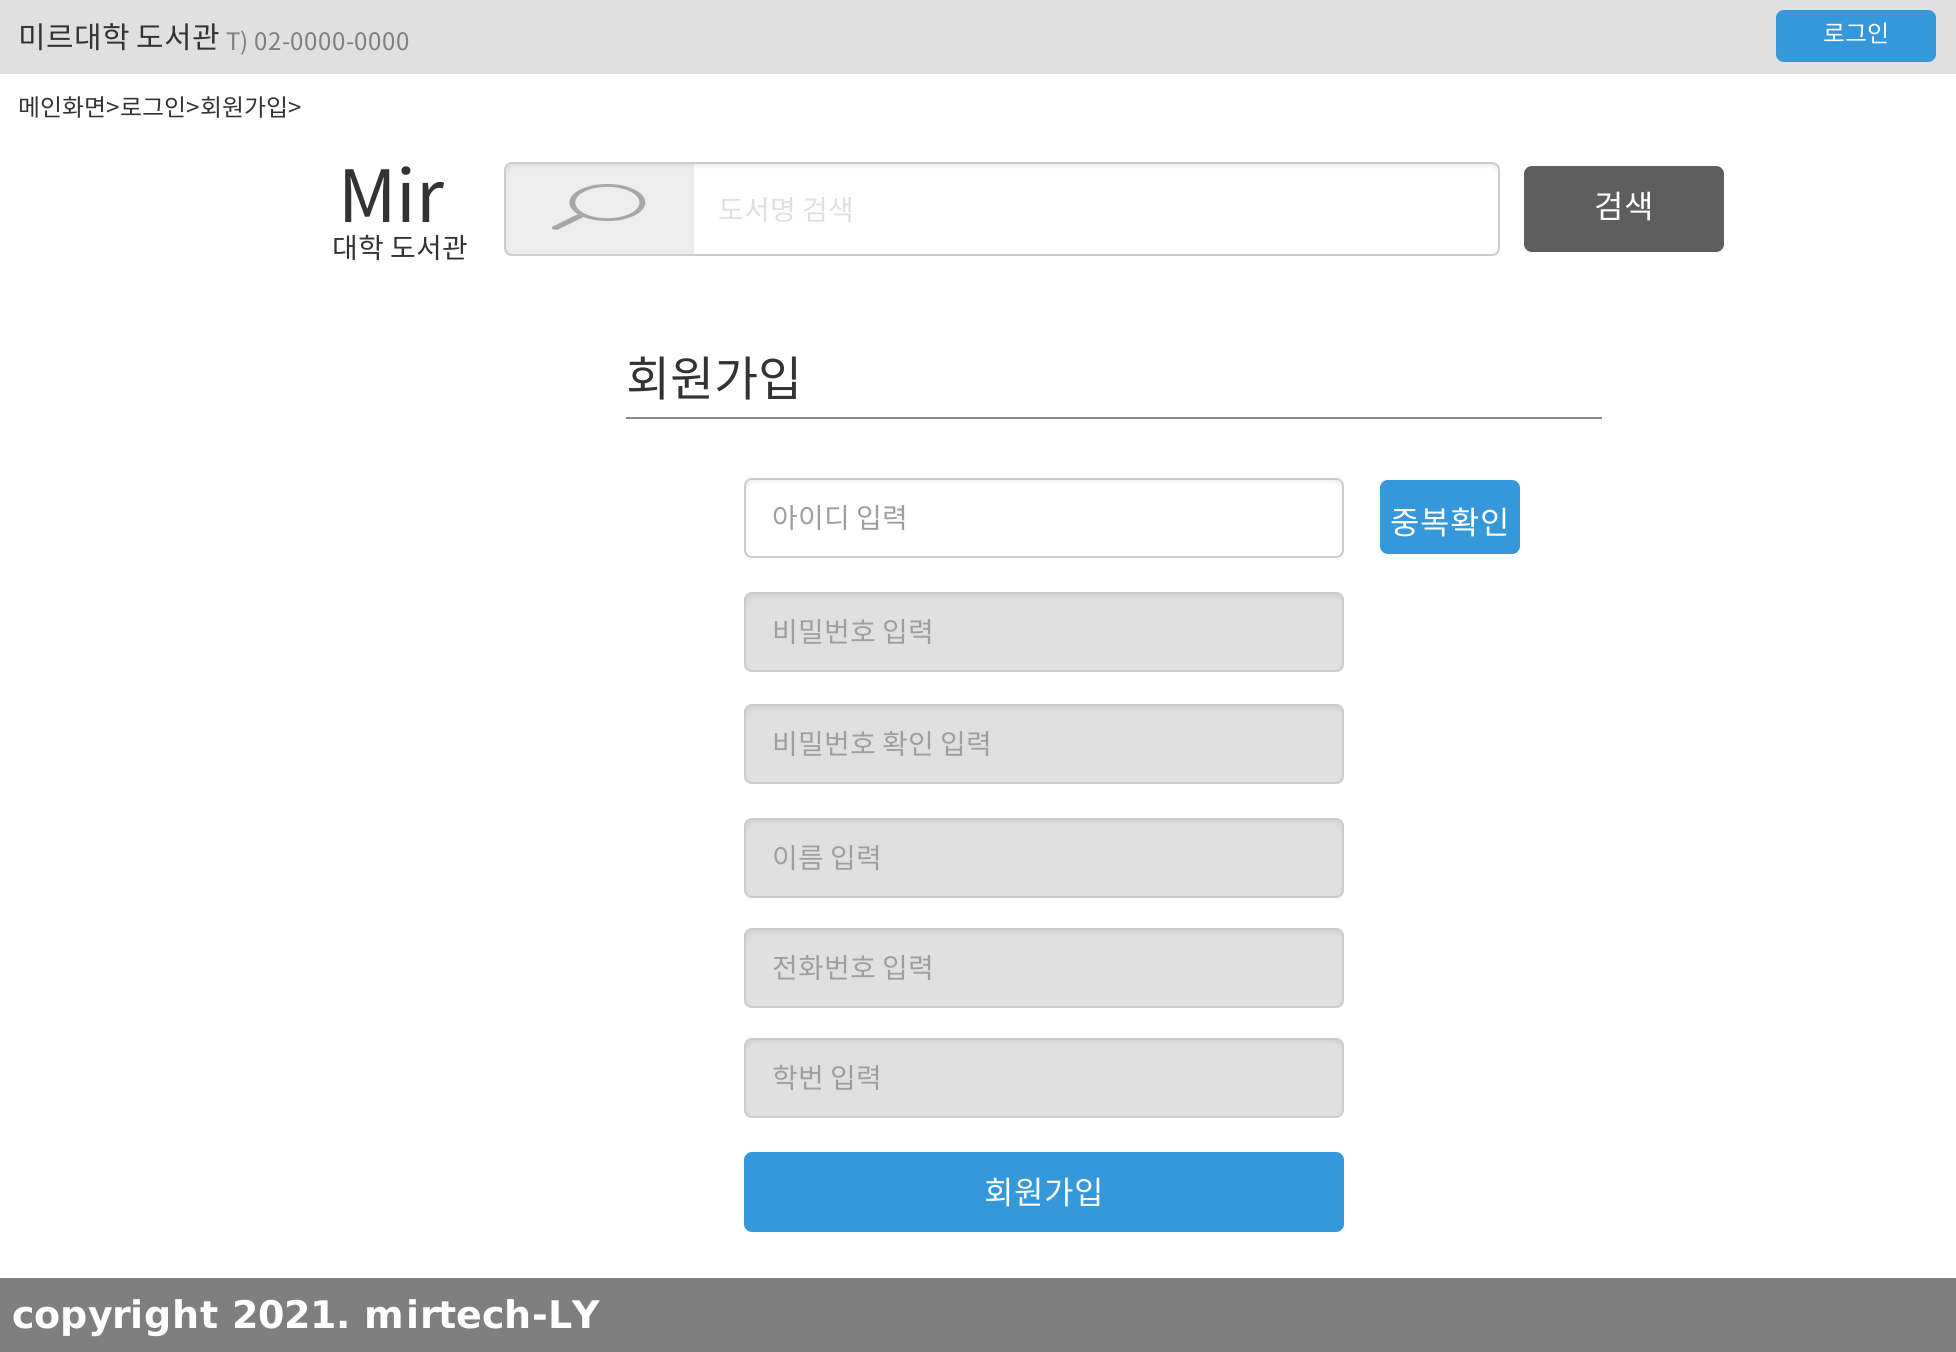 미르대학 도서관 T) 02-0000-0000
로그인
메인화면>로그인>회원가입>
Mir
대학 도서관
도서명 검색
검색
회원가입
아이디 입력
중복확인
비밀번호 입력
비밀번호 확인 입력
이름 입력
전화번호 입력
학번 입력
회원가입
copyright 2021. mirtech-LY